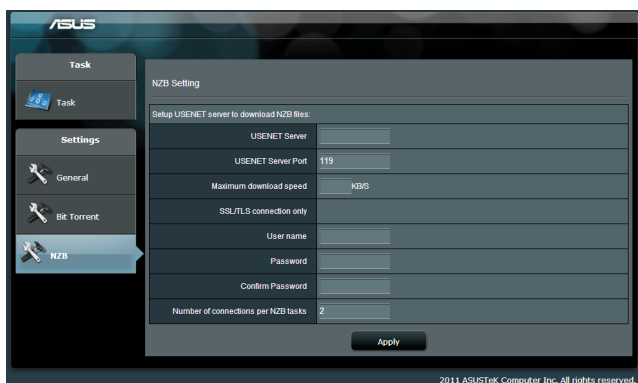 ASUS
Task
Task
Settings
General
Bit Torrent
NZB
NZB Setting
Setup USENET server to download NZB files:
USENET Server
USENET Server Port 119
Maximum download speed KB/S
SSL/TLS connection only
User name
Password
Confirm Password
Number of connections per NZB tasks 2
Apply
2011 ASUSTeK Computer Inc. All rights reserved.